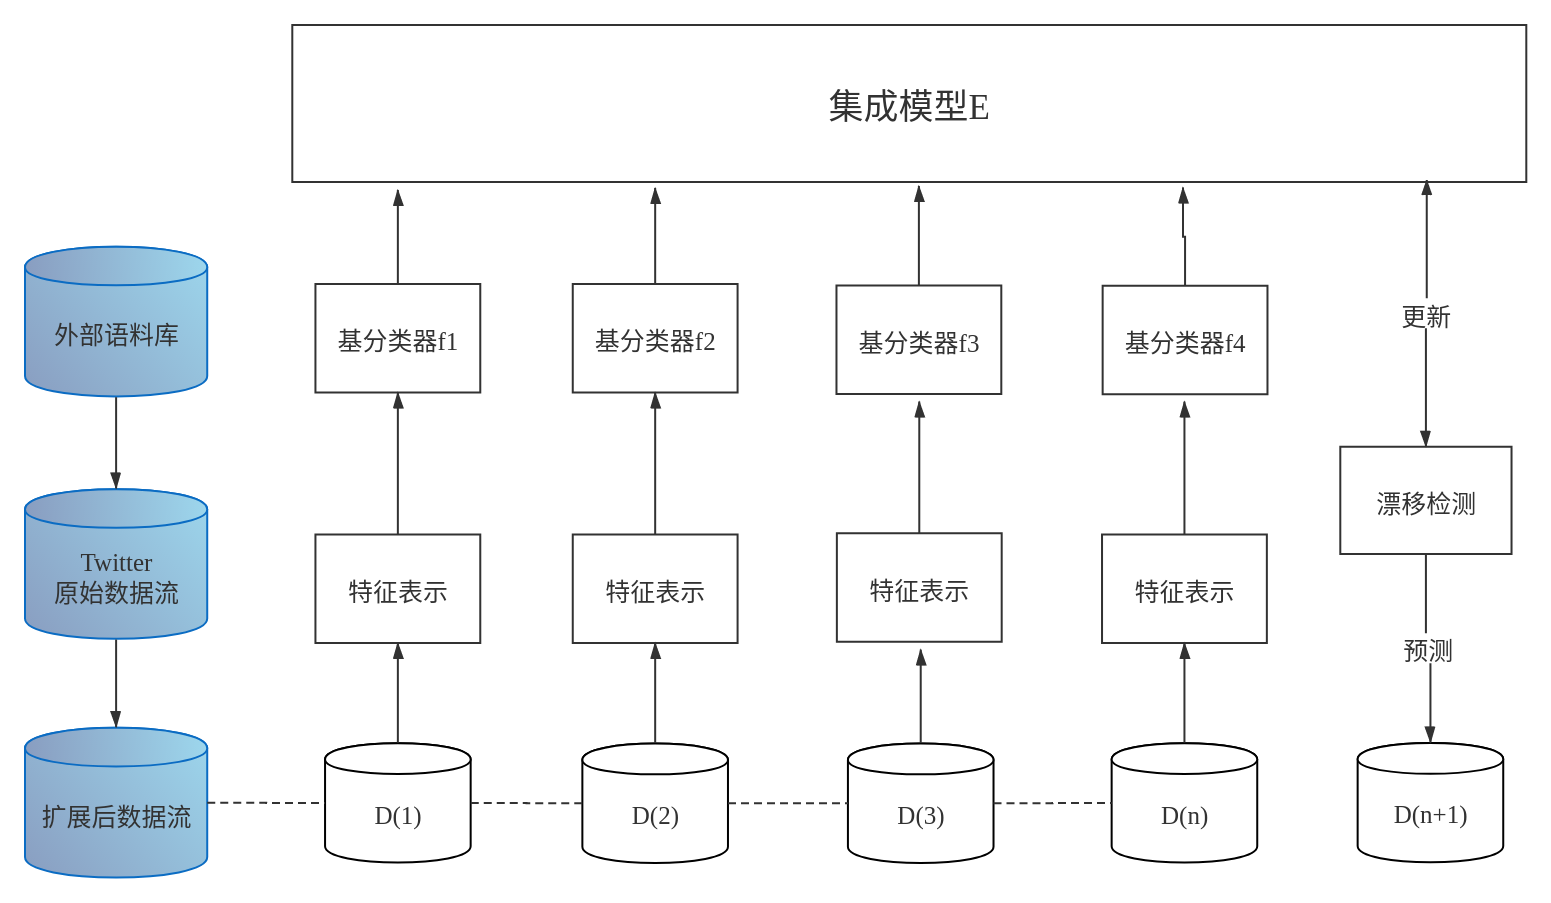 集成模型E
外部语料库
基分类器f1
基分类器f2
基分类器f3
基分类器f4
更新
漂移检测
Twitter
原始数据流
特征表示
特征表示
特征表示
特征表示
预测
扩展后数据流
D(1)
D(2)
D(3)
D(n)
D(n+1)